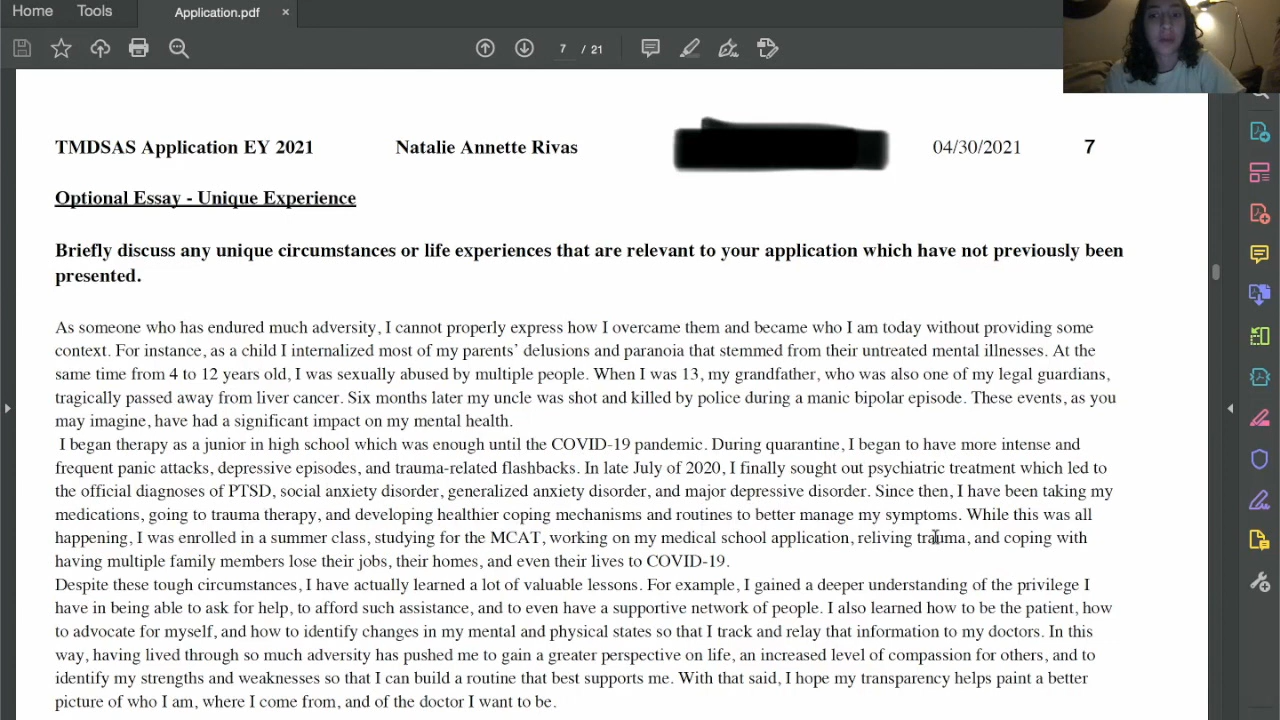 Home Tools Application.pdf ×
7 / 21
TMDSAS Application EY 2021 Natalie Annette Rivas 04/30/2021 7
Optional Essay - Unique Experience
Briefly discuss any unique circumstances or life experiences that are relevant to your application which have not previously been
presented.
As someone who has endured much adversity, I cannot properly express how I overcame them and became who I am today without providing some
context. For instance, as a child I internalized most of my parents' delusions and paranoia that stemmed from their untreated mental illnesses. At the
same time from 4 to 12 years old, I was sexually abused by multiple people. When I was 13, my grandfather, who was also one of my legal guardians,
tragically passed away from liver cancer. Six months later my uncle was shot and killed by police during a manic bipolar episode. These events, as you
may imagine, have had a significant impact on my mental health.
I began therapy as a junior in high school which was enough until the COVID-19 pandemic. During quarantine, I began to have more intense and
frequent panic attacks, depressive episodes, and trauma-related flashbacks. In late July of 2020, I finally sought out psychiatric treatment which led to
the official diagnoses of PTSD, social anxiety disorder, generalized anxiety disorder, and major depressive disorder. Since then, I have been taking my
medications, going to trauma therapy, and developing healthier coping mechanisms and routines to better manage my symptoms. While this was all
happening, I was enrolled in a summer class, studying for the MCAT, working on my medical school application, reliving trauma, and coping with
having multiple family members lose their jobs, their homes, and even their lives to COVID-19.
Despite these tough circumstances, I have actually learned a lot of valuable lessons. For example, I gained a deeper understanding of the privilege I
have in being able to ask for help, to afford such assistance, and to even have a supportive network of people. I also learned how to be the patient, how
to advocate for myself, and how to identify changes in my mental and physical states so that I track and relay that information to my doctors. In this
way, having lived through so much adversity has pushed me to gain a greater perspective on life, an increased level of compassion for others, and to
identify my strengths and weaknesses so that I can build a routine that best supports me. With that said, I hope my transparency helps paint a better
picture of who I am, where I come from, and of the doctor I want to be.